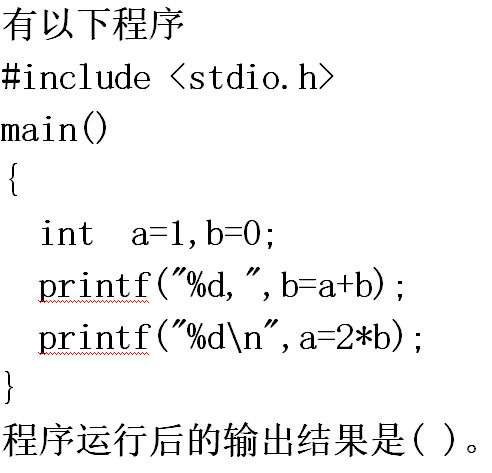 有以下程序
#include <stdio.h>
main()
{
int  a=1,b=0;
printf("%d,",b=a+b);
printf("%d\n",a=2*b);
}
程序运行后的输出结果是( )。